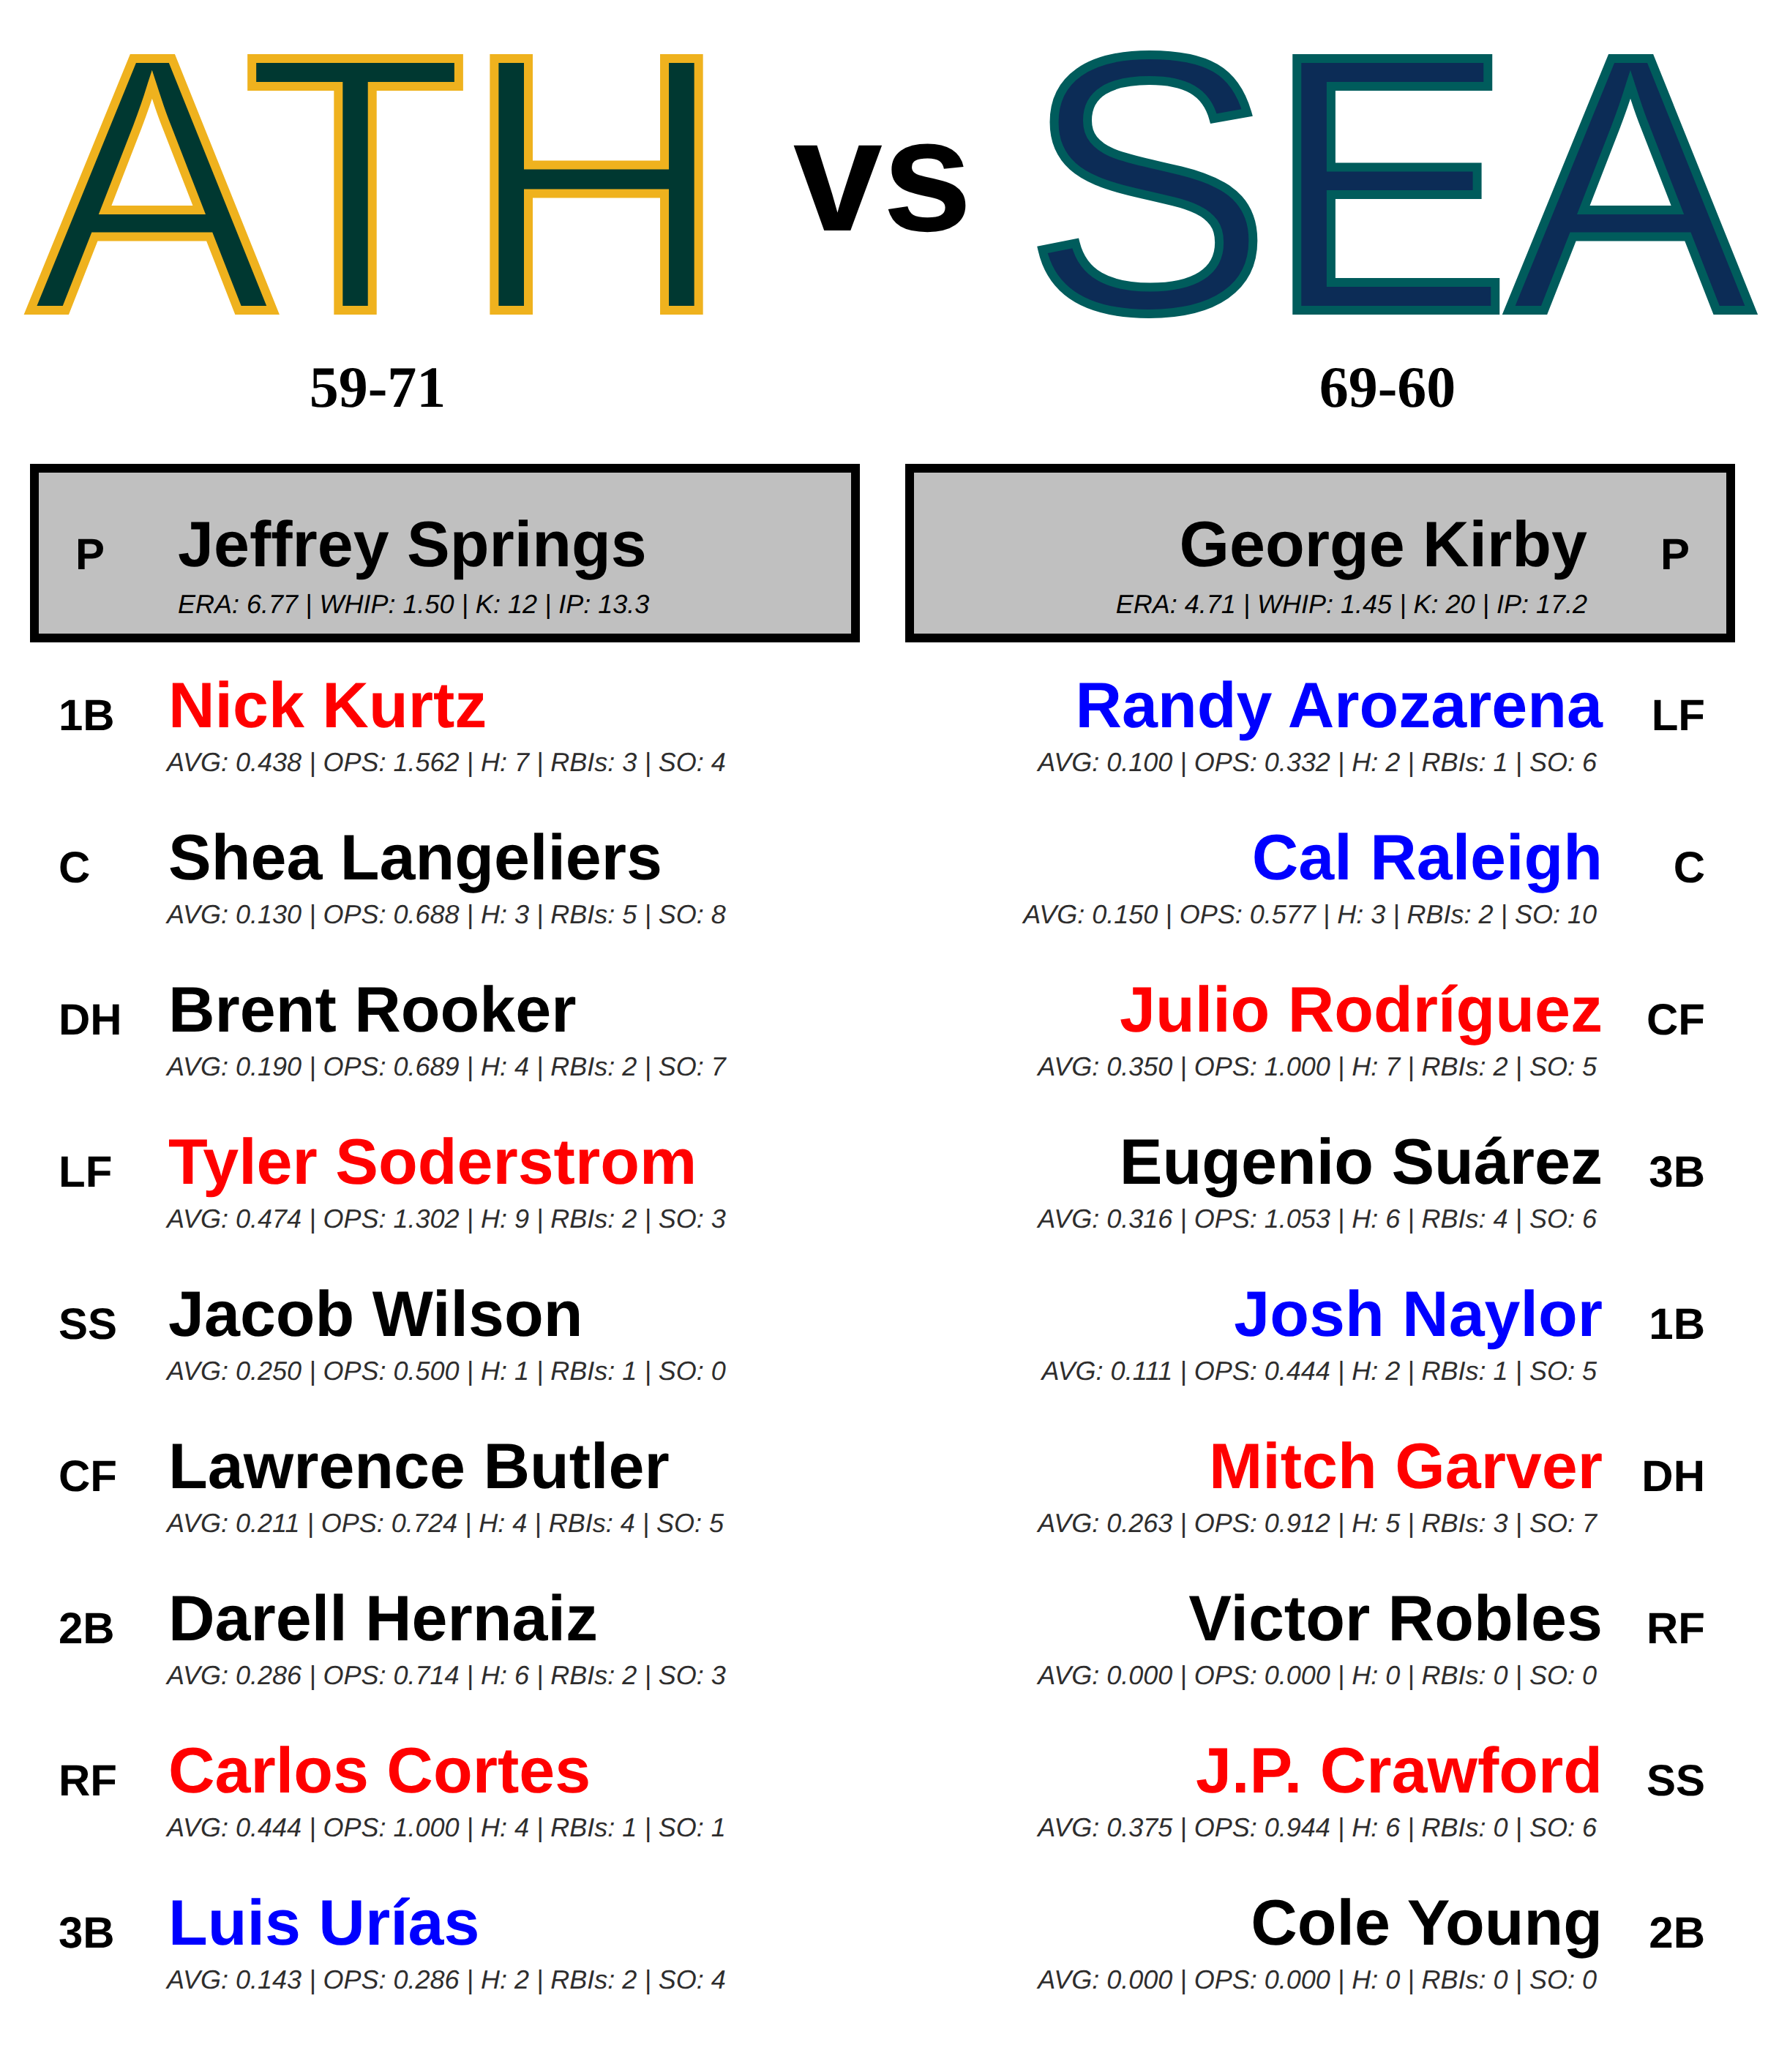 ATH vs SEA
59-71
69-60
P Jeffrey Springs
ERA: 6.77 | WHIP: 1.50 | K: 12 | IP: 13.3
George Kirby P
ERA: 4.71 | WHIP: 1.45 | K: 20 | IP: 17.2
1B Nick Kurtz
AVG: 0.438 | OPS: 1.562 | H: 7 | RBIs: 3 | SO: 4
C Shea Langeliers
AVG: 0.130 | OPS: 0.688 | H: 3 | RBIs: 5 | SO: 8
DH Brent Rooker
AVG: 0.190 | OPS: 0.689 | H: 4 | RBIs: 2 | SO: 7
LF Tyler Soderstrom
AVG: 0.474 | OPS: 1.302 | H: 9 | RBIs: 2 | SO: 3
SS Jacob Wilson
AVG: 0.250 | OPS: 0.500 | H: 1 | RBIs: 1 | SO: 0
CF Lawrence Butler
AVG: 0.211 | OPS: 0.724 | H: 4 | RBIs: 4 | SO: 5
2B Darell Hernaiz
AVG: 0.286 | OPS: 0.714 | H: 6 | RBIs: 2 | SO: 3
RF Carlos Cortes
AVG: 0.444 | OPS: 1.000 | H: 4 | RBIs: 1 | SO: 1
3B Luis Urías
AVG: 0.143 | OPS: 0.286 | H: 2 | RBIs: 2 | SO: 4
Randy Arozarena LF
AVG: 0.100 | OPS: 0.332 | H: 2 | RBIs: 1 | SO: 6
Cal Raleigh C
AVG: 0.150 | OPS: 0.577 | H: 3 | RBIs: 2 | SO: 10
Julio Rodríguez CF
AVG: 0.350 | OPS: 1.000 | H: 7 | RBIs: 2 | SO: 5
Eugenio Suárez 3B
AVG: 0.316 | OPS: 1.053 | H: 6 | RBIs: 4 | SO: 6
Josh Naylor 1B
AVG: 0.111 | OPS: 0.444 | H: 2 | RBIs: 1 | SO: 5
Mitch Garver DH
AVG: 0.263 | OPS: 0.912 | H: 5 | RBIs: 3 | SO: 7
Victor Robles RF
AVG: 0.000 | OPS: 0.000 | H: 0 | RBIs: 0 | SO: 0
J.P. Crawford SS
AVG: 0.375 | OPS: 0.944 | H: 6 | RBIs: 0 | SO: 6
Cole Young 2B
AVG: 0.000 | OPS: 0.000 | H: 0 | RBIs: 0 | SO: 0